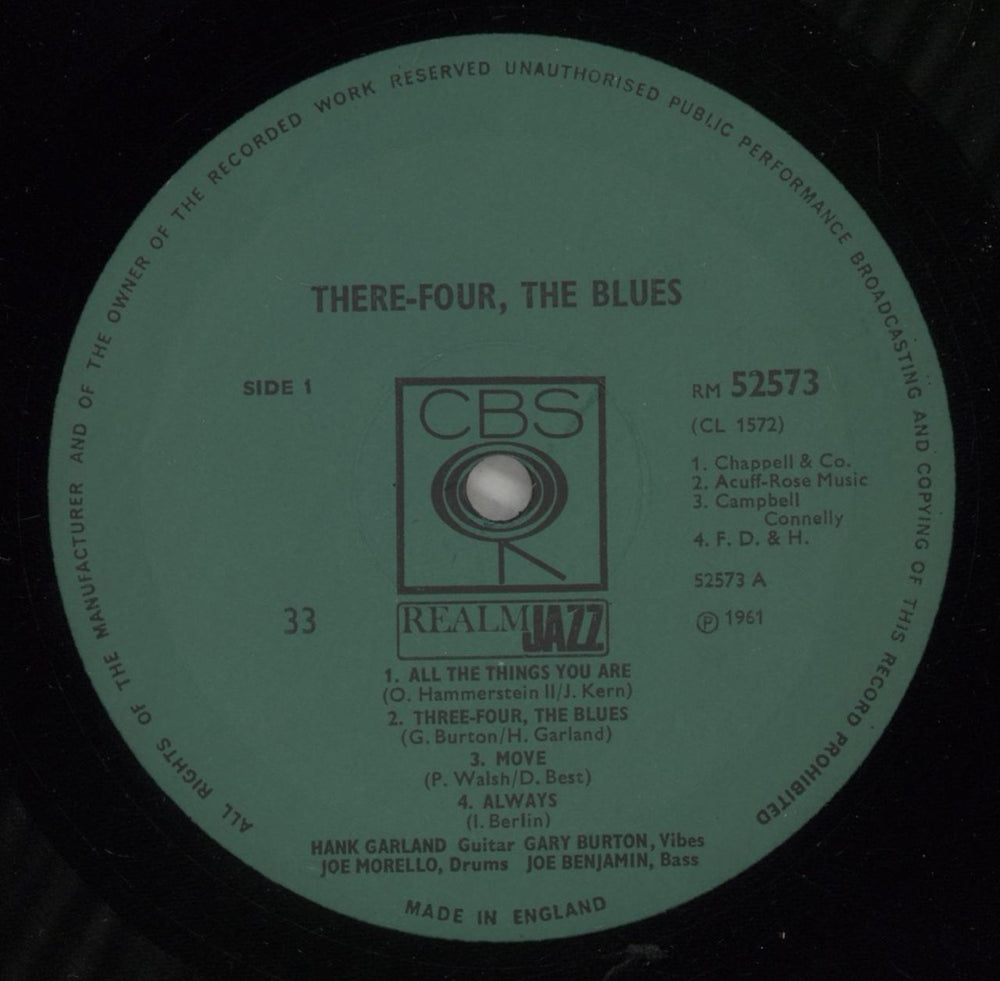 ALL RIGHTS OF THE MANUFACTURER AND OF THE OWNER OF THE RECORDED WORK RESERVED UNAUTHORISED PUBLIC PERFORMANCE BROADCASTING AND COPYING OF THIS RECORD PROHIBITED
THERE-FOUR, THE BLUES
SIDE 1
CBS
R
REALM JAZZ
33
RM 52573
(CL 1572)
1. Chappell & Co.
2. Acuff-Rose Music
3. Campbell
Connelly
4. F. D. & H.
52573 A
℗ 1961
1. ALL THE THINGS YOU ARE
(O. Hammerstein II/J. Kern)
2. THREE-FOUR, THE BLUES
(G. Burton/H. Garland)
3. MOVE
(P. Walsh/D. Best)
4. ALWAYS
(I. Berlin)
HANK GARLAND Guitar GARY BURTON, Vibes
JOE MORELLO, Drums JOE BENJAMIN, Bass
MADE IN ENGLAND